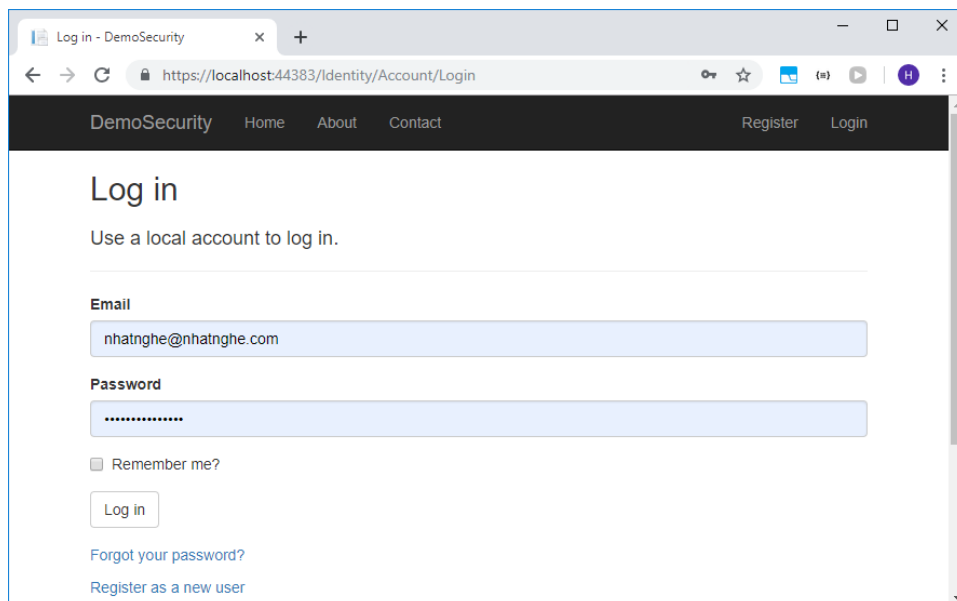 Log in - DemoSecurity
https://localhost:44383/Identity/Account/Login
H
DemoSecurity Home About Contact Register Login
Log in
Use a local account to log in.
Email
nhatnghe@nhatnghe.com
Password
•••••••••••••••
Remember me?
Log in
Forgot your password?
Register as a new user